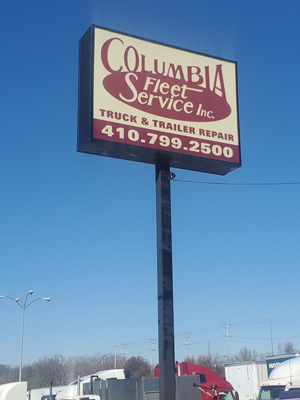 COLUMBIA
Fleet
Service Inc.
TRUCK & TRAILER REPAIR
410.799.2500